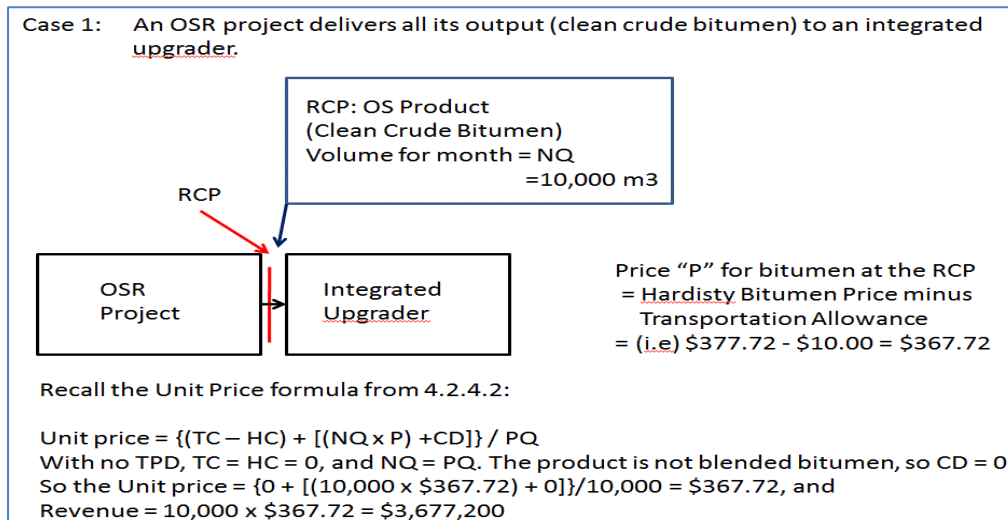 Case 1: An OSR project delivers all its output (clean crude bitumen) to an integrated
upgrader.
RCP: OS Product
(Clean Crude Bitumen)
Volume for month = NQ
=10,000 m3
RCP
OSR
Project
Integrated
Upgrader
Price “P” for bitumen at the RCP
= Hardisty Bitumen Price minus
Transportation Allowance
= (i.e) $377.72 - $10.00 = $367.72
Recall the Unit Price formula from 4.2.4.2:
Unit price = {(TC – HC) + [(NQ x P) +CD]} / PQ
With no TPD, TC = HC = 0, and NQ = PQ. The product is not blended bitumen, so CD = 0
So the Unit price = {0 + [(10,000 x $367.72) + 0]}/10,000 = $367.72, and
Revenue = 10,000 x $367.72 = $3,677,200